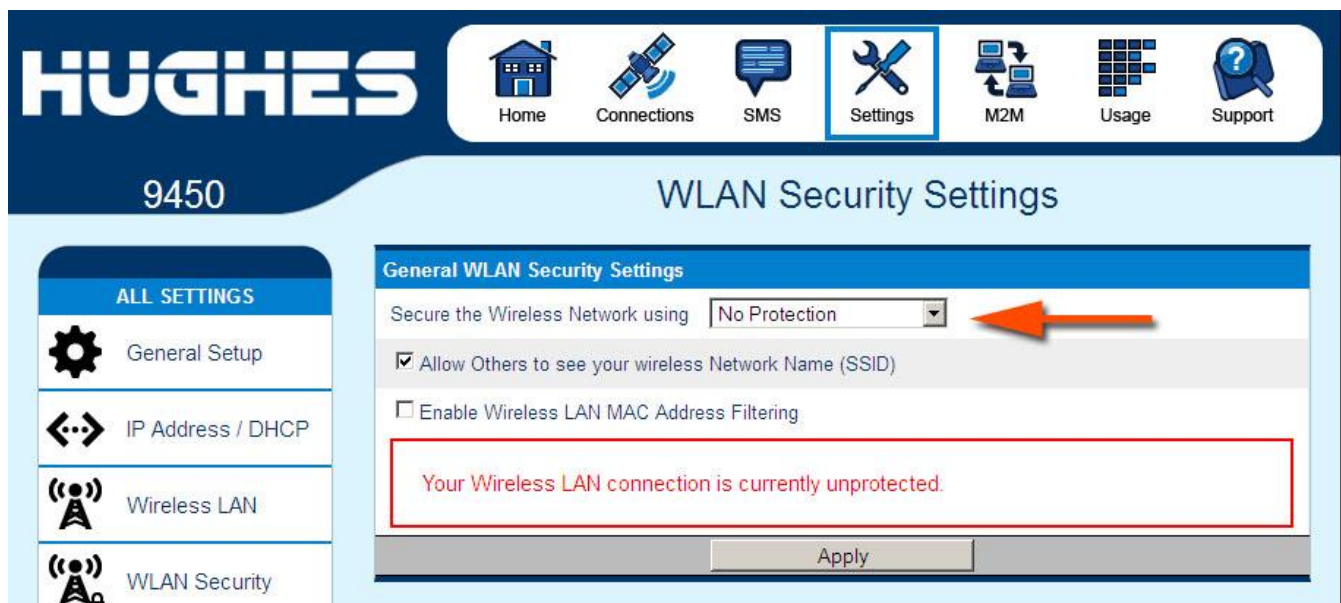 HUGHES
Home Connections SMS Settings M2M Usage Support
9450
WLAN Security Settings
ALL SETTINGS
General Setup
IP Address / DHCP
Wireless LAN
WLAN Security
General WLAN Security Settings
Secure the Wireless Network using No Protection
Allow Others to see your wireless Network Name (SSID)
Enable Wireless LAN MAC Address Filtering
Your Wireless LAN connection is currently unprotected.
Apply